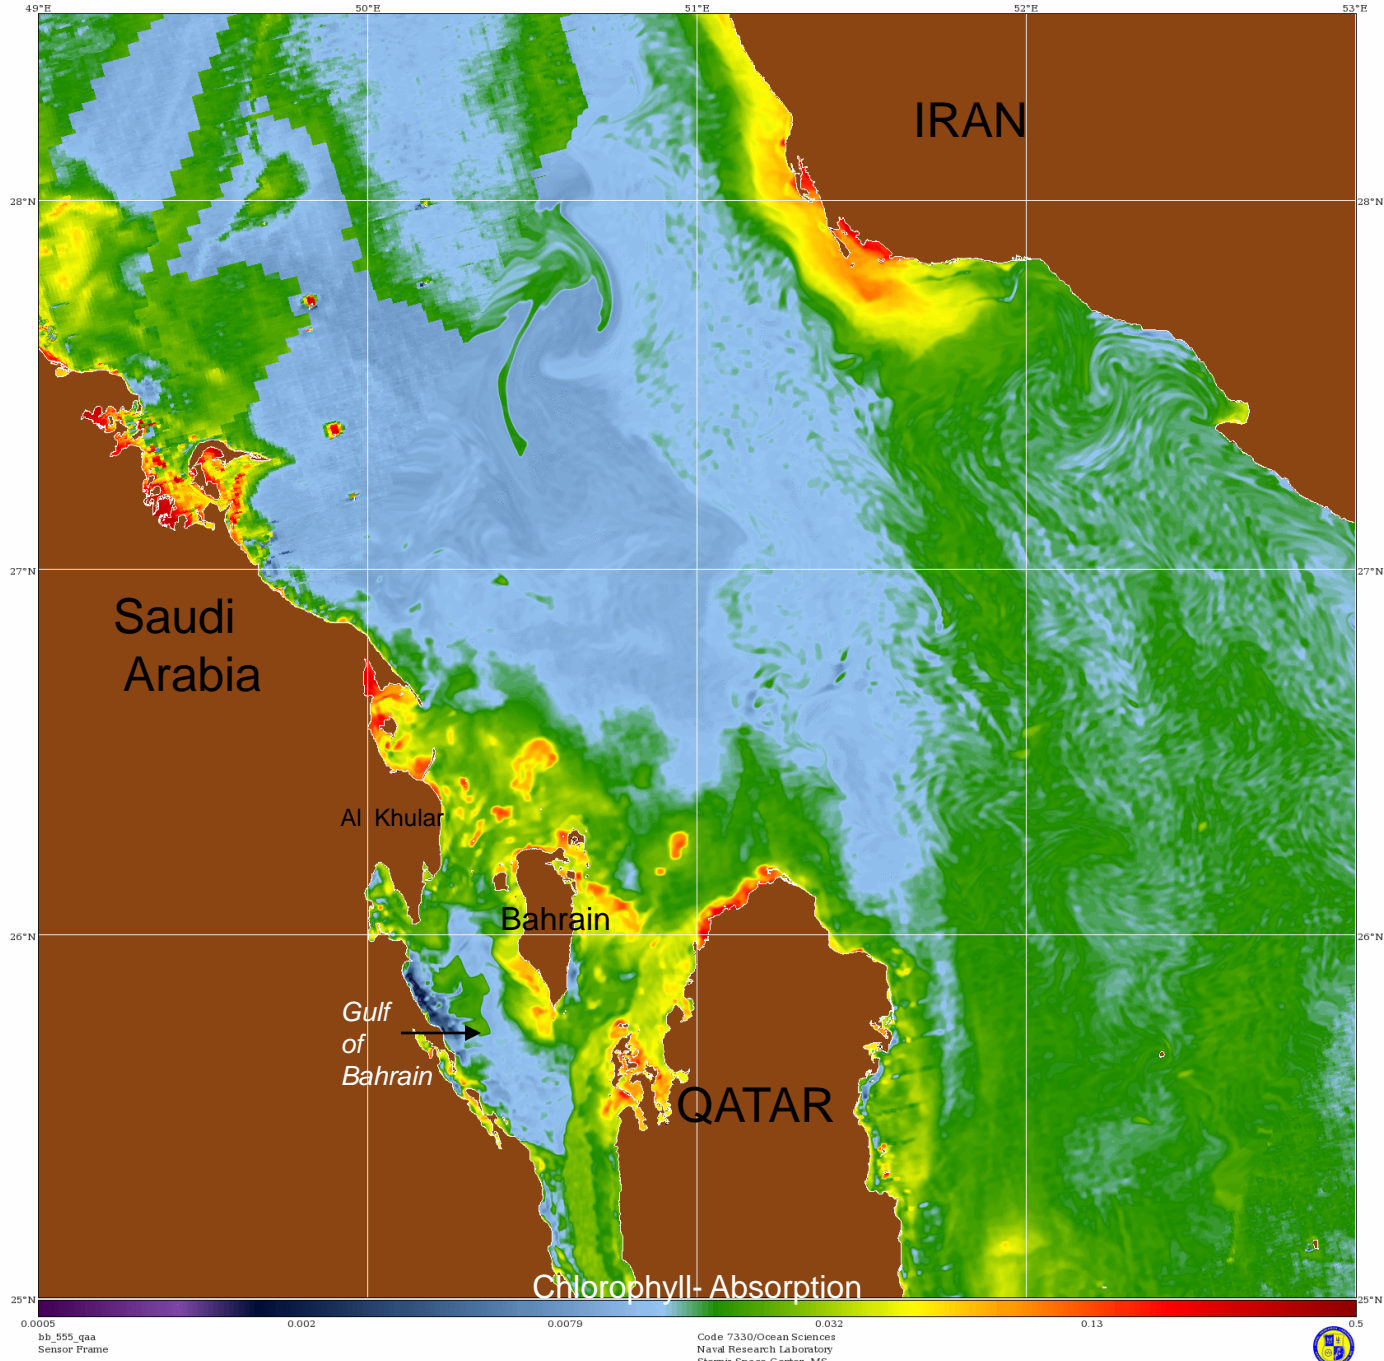 49°E 50°E 51°E 52°E 53°E
IRAN
28°N 28°N
27°N 27°N
Saudi
Arabia
Al Khular
Bahrain
26°N 26°N
Gulf
of
Bahrain
QATAR
Chlorophyll- Absorption
25°N 25°N
0.0005 0.002 0.0079 0.032 0.13 0.5
bb_555_qaa
Sensor Frame
Code 7330/Ocean Sciences
Naval Research Laboratory